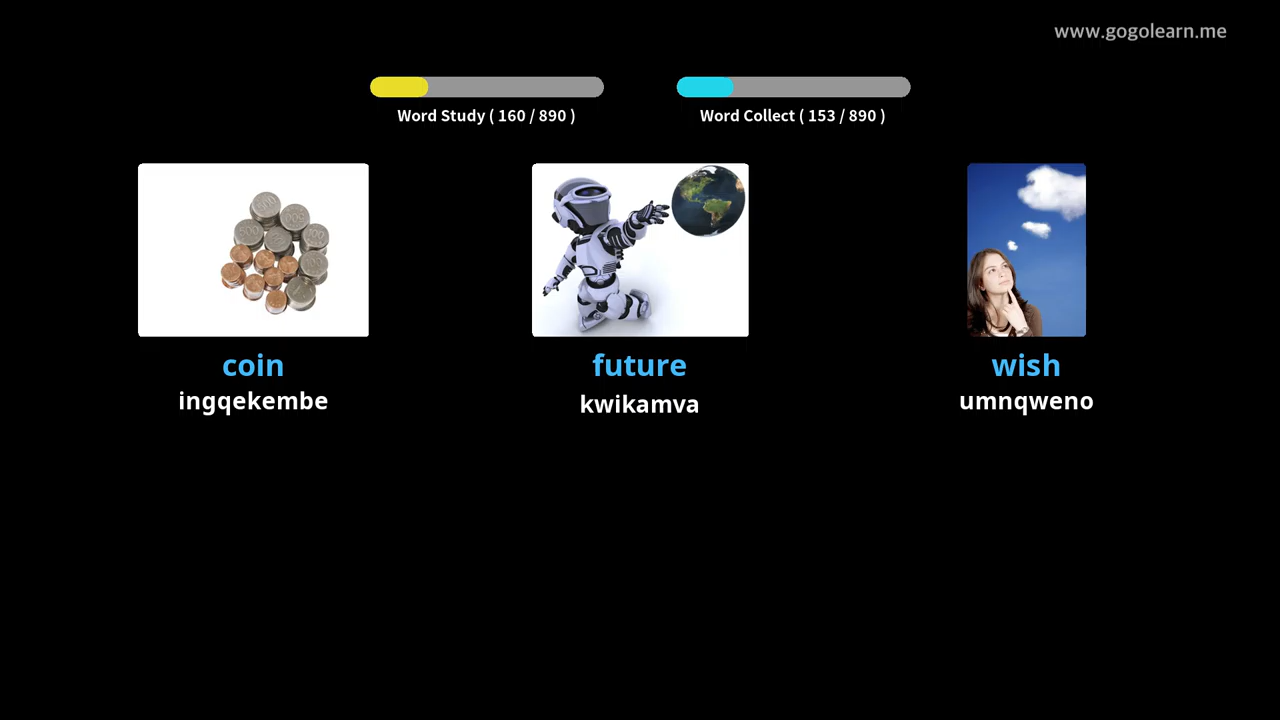 www.gogolearn.me
Word Study ( 160 / 890 )
Word Collect ( 153 / 890 )
coin
ingqekembe
future
kwikamva
wish
umnqweno